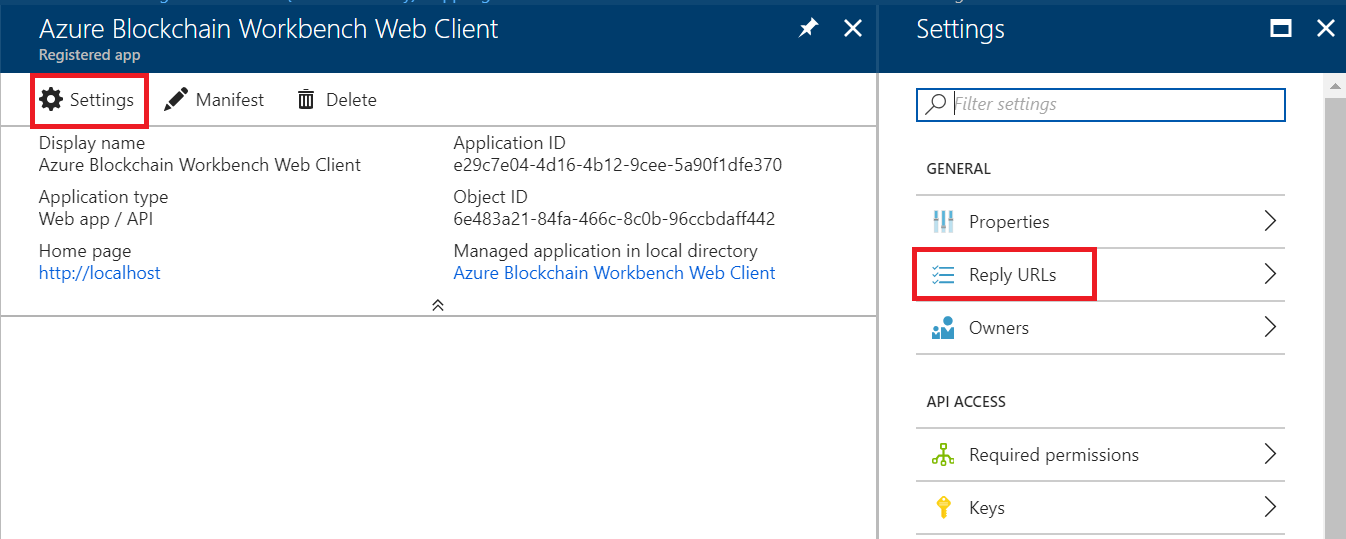 Azure Blockchain Workbench Web Client
Registered app
Settings
Manifest
Delete
Display name
Azure Blockchain Workbench Web Client
Application type
Web app / API
Home page
http://localhost
Application ID
e29c7e04-4d16-4b12-9cee-5a90f1dfe370
Object ID
6e483a21-84fa-466c-8c0b-96ccbdaff442
Managed application in local directory
Azure Blockchain Workbench Web Client
Settings
Filter settings
GENERAL
Properties
Reply URLs
Owners
API ACCESS
Required permissions
Keys